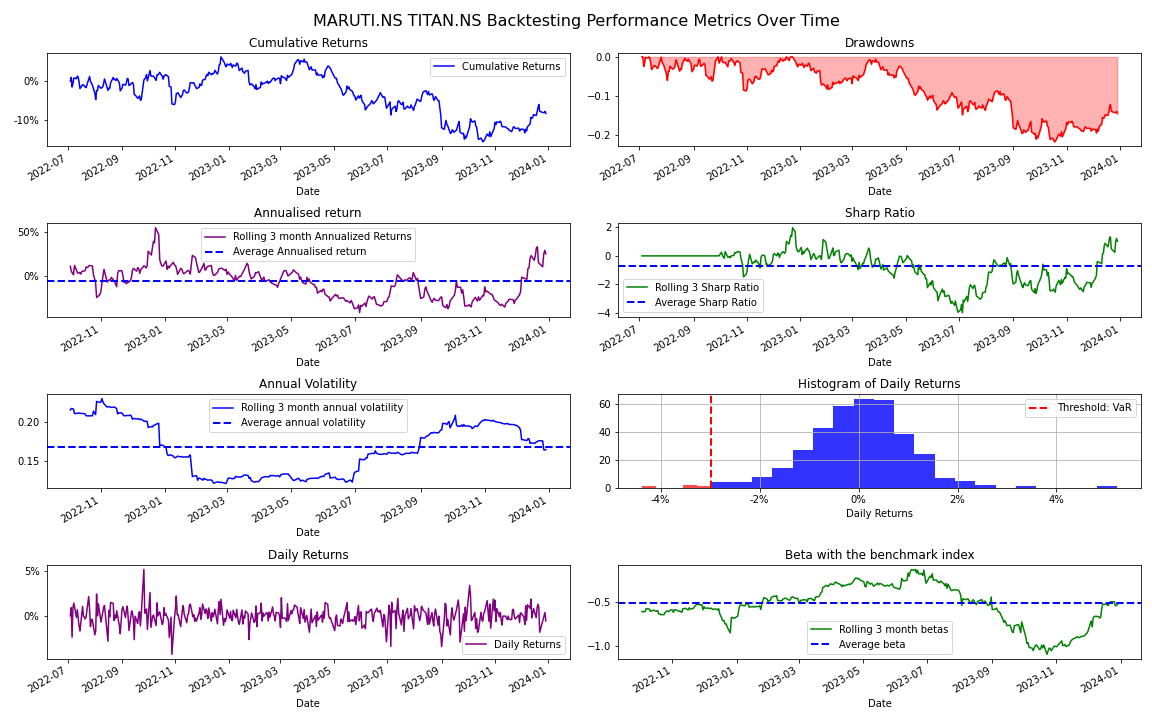 MARUTI.NS TITAN.NS Backtesting Performance Metrics Over Time
Cumulative Returns
0%
-10%
Cumulative Returns
2022-07 2022-09 2022-11 2023-01 2023-03 2023-05 2023-07 2023-09 2023-11 2024-01
Date
Drawdowns
0.0
−0.1
−0.2
2022-07 2022-09 2022-11 2023-01 2023-03 2023-05 2023-07 2023-09 2023-11 2024-01
Date
Annualised return
50%
0%
Rolling 3 month Annualized Returns
Average Annualised return
2022-11 2023-01 2023-03 2023-05 2023-07 2023-09 2023-11 2024-01
Date
Sharp Ratio
2
0
−2
−4
Rolling 3 Sharp Ratio
Average Sharp Ratio
2022-07 2022-09 2022-11 2023-01 2023-03 2023-05 2023-07 2023-09 2023-11 2024-01
Date
Annual Volatility
0.20
0.15
Rolling 3 month annual volatility
Average annual volatility
2022-11 2023-01 2023-03 2023-05 2023-07 2023-09 2023-11 2024-01
Date
Histogram of Daily Returns
60
40
20
0
Threshold: VaR
-4% -2% 0% 2% 4%
Daily Returns
Daily Returns
5%
0%
Daily Returns
2022-07 2022-09 2022-11 2023-01 2023-03 2023-05 2023-07 2023-09 2023-11 2024-01
Date
Beta with the benchmark index
−0.5
−1.0
Rolling 3 month betas
Average beta
2022-11 2023-01 2023-03 2023-05 2023-07 2023-09 2023-11 2024-01
Date